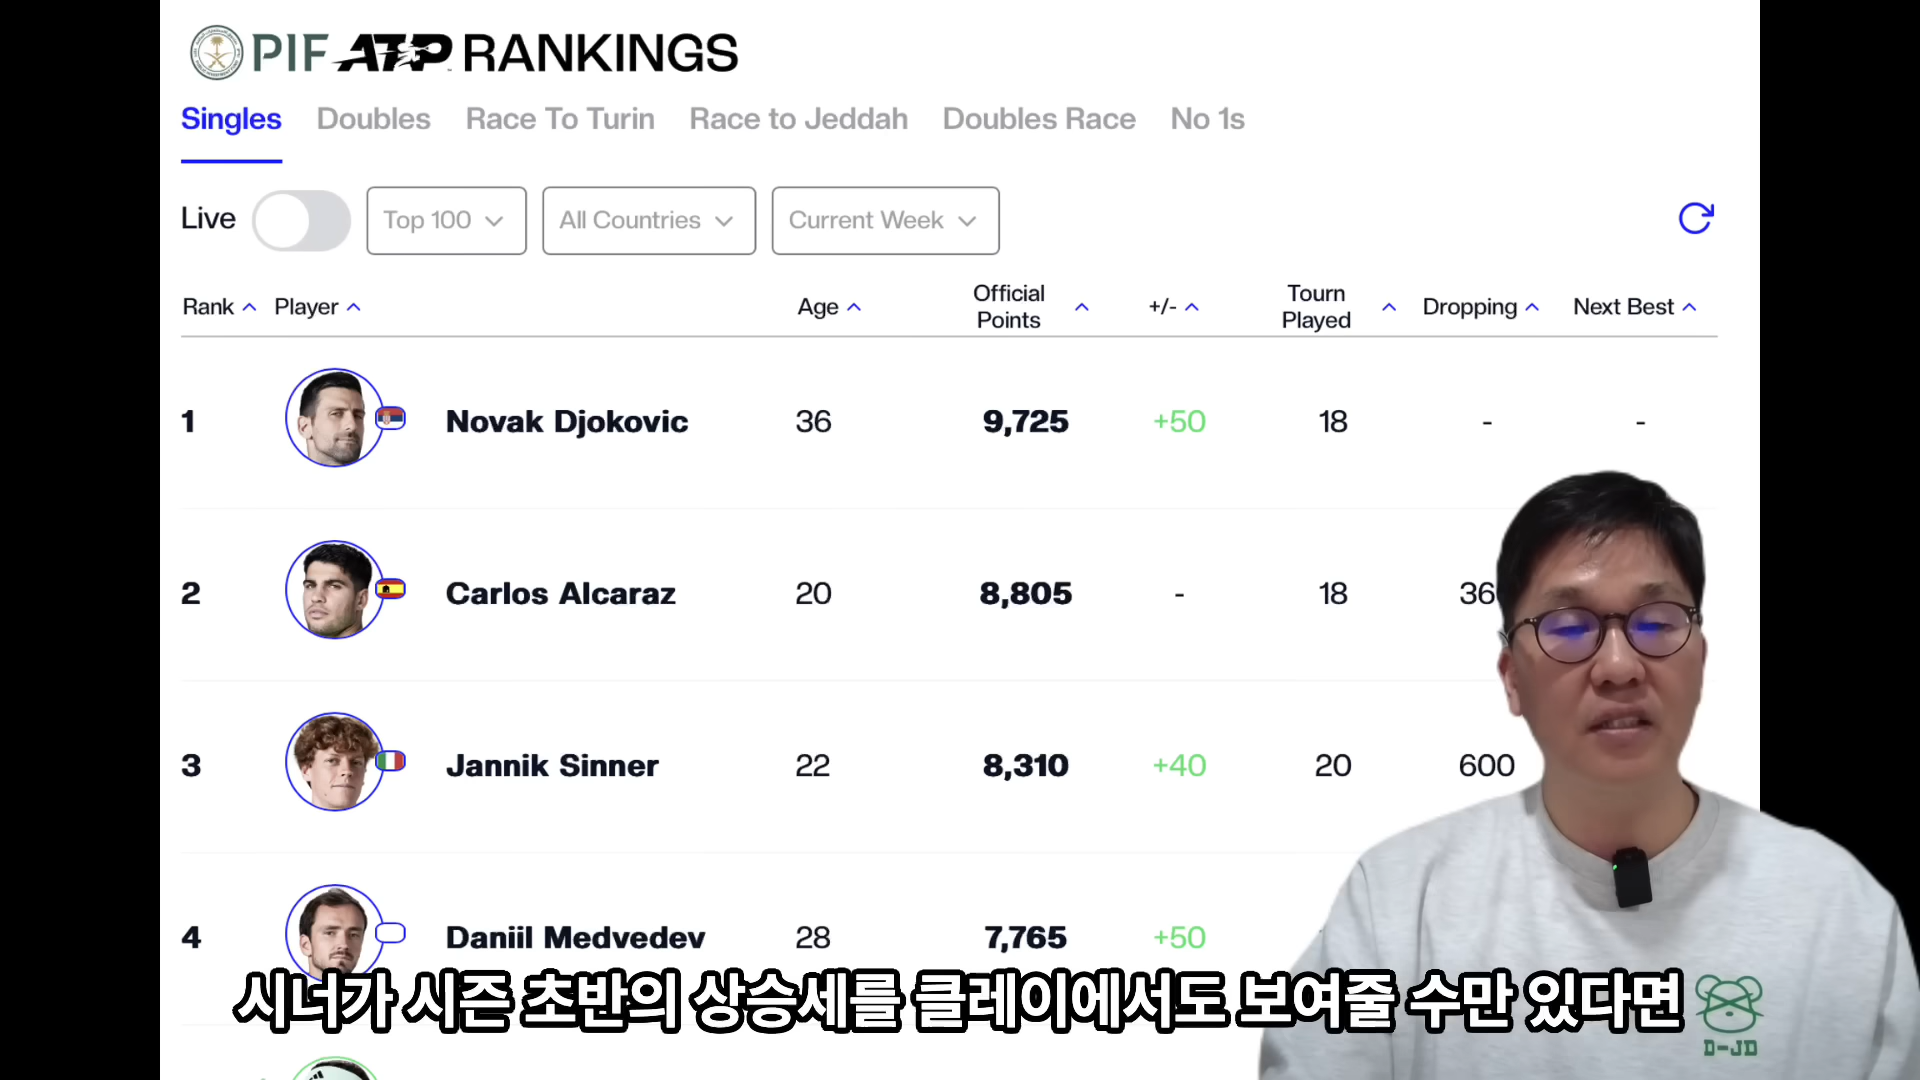 PIF ATP RANKINGS
Singles Doubles Race To Turin Race to Jeddah Doubles Race No 1s
Live Top 100 All Countries Current Week
Rank Player Age Official Points +/- Tourn Played Dropping Next Best
1 Novak Djokovic 36 9,725 +50 18 - -
2 Carlos Alcaraz 20 8,805 - 18 36
3 Jannik Sinner 22 8,310 +40 20 600
4 Daniil Medvedev 28 7,765 +50
시너가 시즌 초반의 상승세를 클레이에서도 보여줄 수만 있다면
D-JD